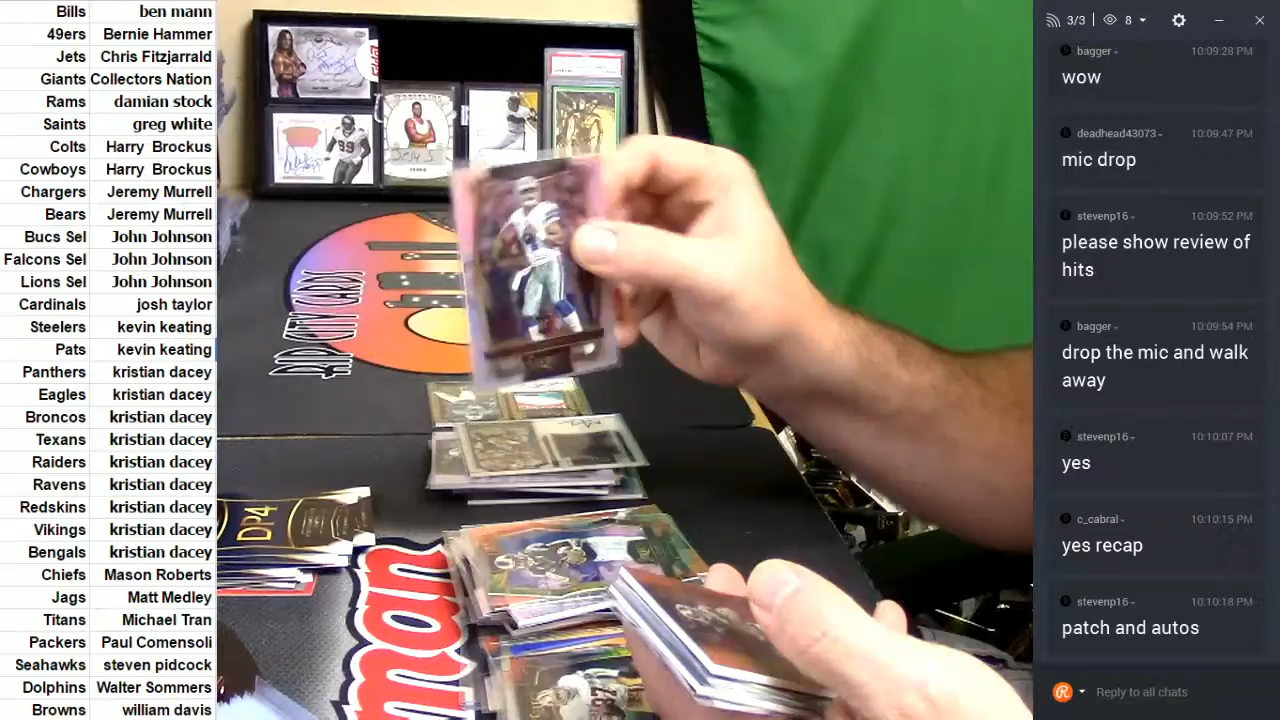 Bills ben mann
49ers Bernie Hammer
Jets Chris Fitzjarrald
Giants Collectors Nation
Rams damian stock
Saints greg white
Colts Harry Brockus
Cowboys Harry Brockus
Chargers Jeremy Murrell
Bears Jeremy Murrell
Bucs Sel John Johnson
Falcons Sel John Johnson
Lions Sel John Johnson
Cardinals josh taylor
Steelers kevin keating
Pats kevin keating
Panthers kristian dacey
Eagles kristian dacey
Broncos kristian dacey
Texans kristian dacey
Raiders kristian dacey
Ravens kristian dacey
Redskins kristian dacey
Vikings kristian dacey
Bengals kristian dacey
Chiefs Mason Roberts
Jags Matt Medley
Titans Michael Tran
Packers Paul Comensoli
Seahawks steven pidcock
Dolphins Walter Sommers
Browns william davis
RIP CITY CARDS
DP4
man
99
3/3 8
bagger 10:09:28 PM
wow
deadhead43073 10:09:47 PM
mic drop
stevenp16 10:09:52 PM
please show review of
hits
bagger 10:09:54 PM
drop the mic and walk
away
stevenp16 10:10:07 PM
yes
c_cabral 10:10:15 PM
yes recap
stevenp16 10:10:18 PM
patch and autos
Reply to all chats